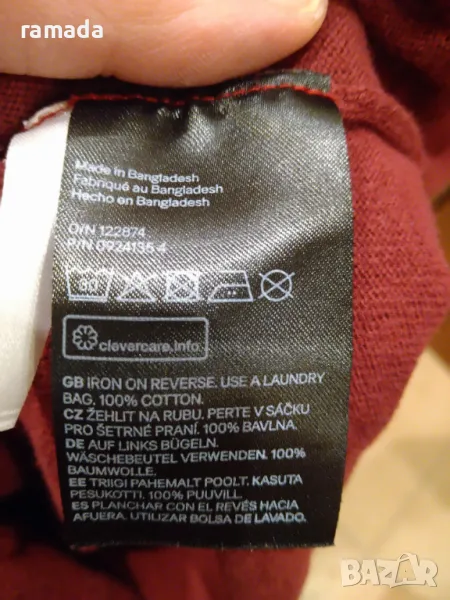 ramada
Made in Bangladesh
Fabriqué au Bangladesh
Hecho en Bangladesh
O/N 122874
P/N 0924135 4
40
clevercare.info
GB IRON ON REVERSE. USE A LAUNDRY
BAG. 100% COTTON.
CZ ŽEHLIT NA RUBU. PERTE V SÁČKU
PRO ŠETRNÉ PRANÍ. 100% BAVLNA.
DE AUF LINKS BÜGELN.
WÄSCHEBEUTEL VERWENDEN. 100%
BAUMWOLLE.
EE TRIIGI PAHEMALT POOLT. KASUTA
PESUKOTTI. 100% PUUVILL.
ES PLANCHAR CON EL REVÉS HACIA
AFUERA. UTILIZAR BOLSA DE LAVADO.
BAZAR
bg